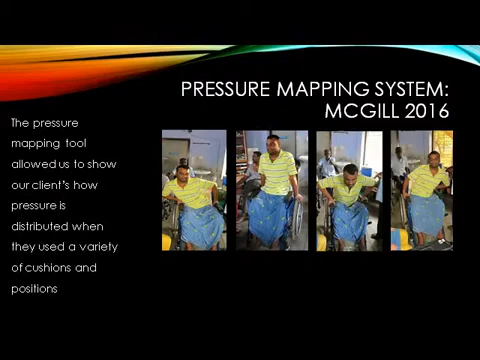 PRESSURE MAPPING SYSTEM:
MCGILL 2016
The pressure
mapping tool
allowed us to show
our client's how
pressure is
distributed when
they used a variety
of cushions and
positions